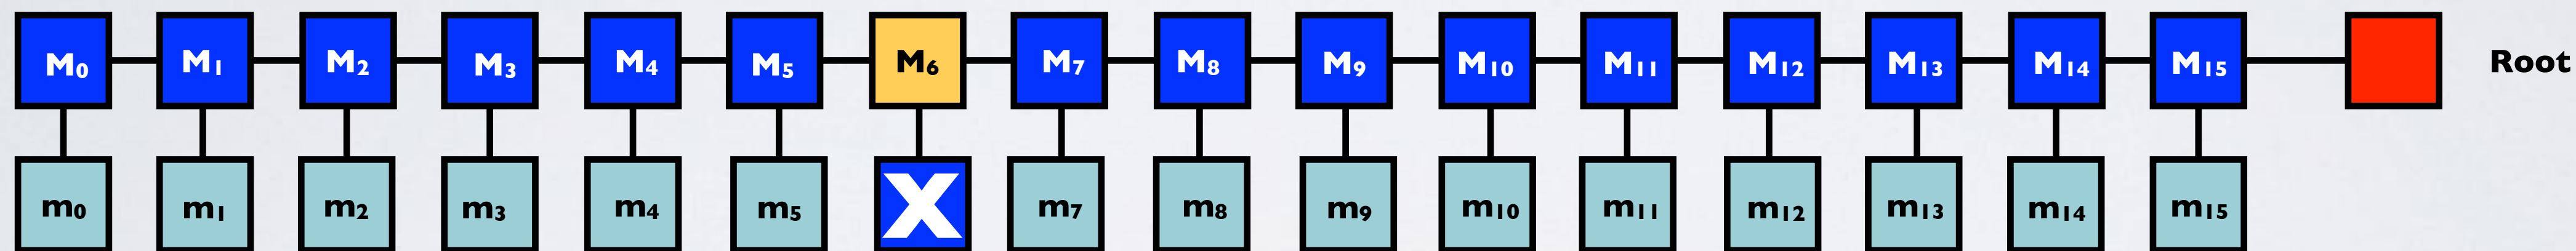 M₀ M₁ M₂ M₃ M₄ M₅ M₆ M₇ M₈ M₉ M₁₀ M₁₁ M₁₂ M₁₃ M₁₄ M₁₅ Root
m₀ m₁ m₂ m₃ m₄ m₅ X m₇ m₈ m₉ m₁₀ m₁₁ m₁₂ m₁₃ m₁₄ m₁₅